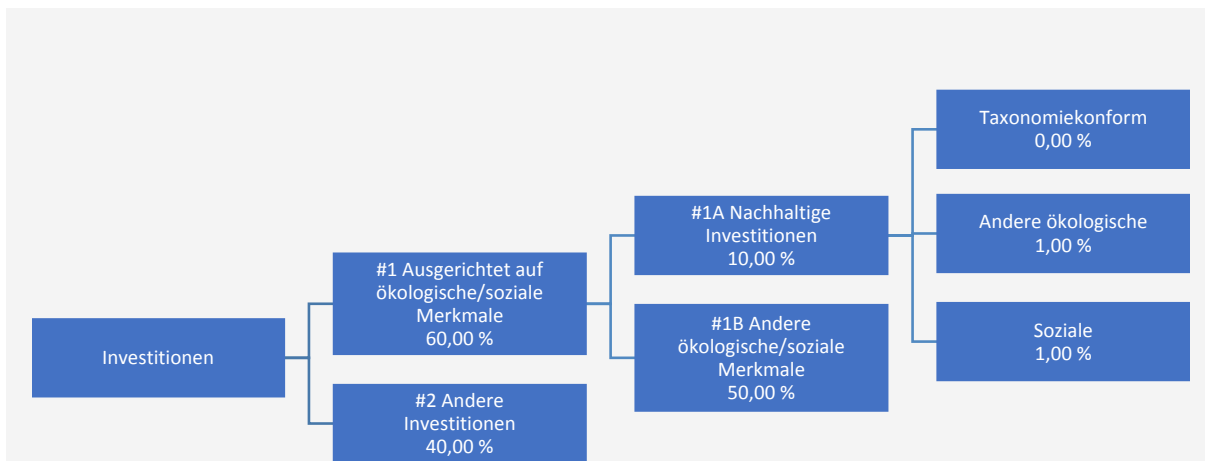 Investitionen
#1 Ausgerichtet auf
ökologische/soziale
Merkmale
60,00 %
#2 Andere
Investitionen
40,00 %
#1A Nachhaltige
Investitionen
10,00 %
#1B Andere
ökologische/soziale
Merkmale
50,00 %
Taxonomiekonform
0,00 %
Andere ökologische
1,00 %
Soziale
1,00 %